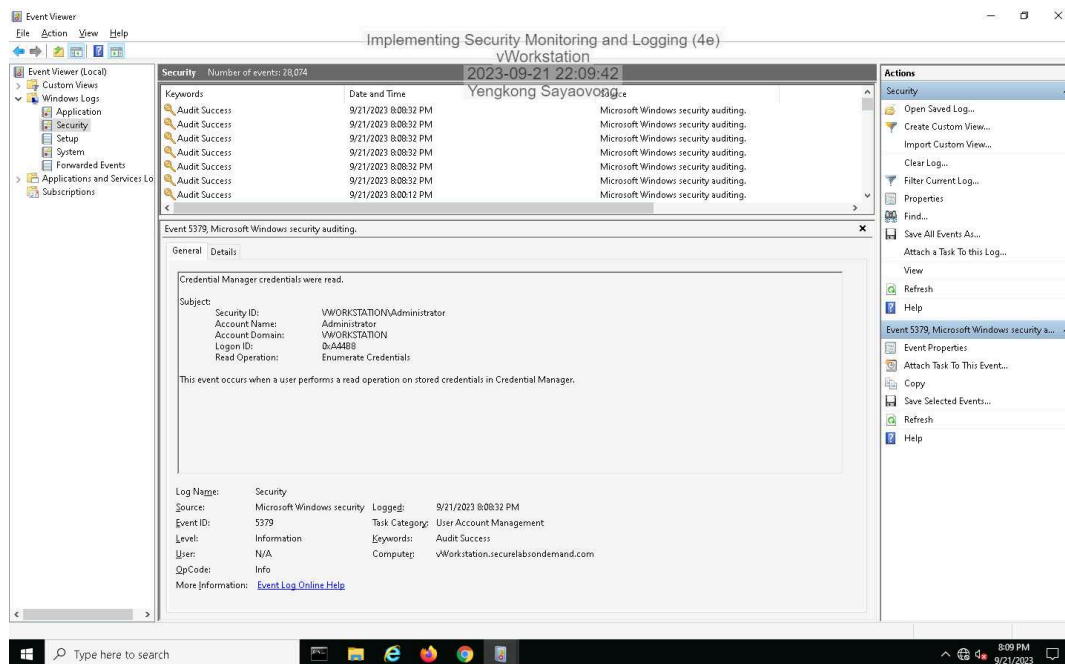 Event Viewer
File Action View Help
Implementing Security Monitoring and Logging (4e)
vWorkstation
2023-09-21 22:09:42
Yengkong Sayaovong
Event Viewer (Local)
Custom Views
Windows Logs
Application
Security
Setup
System
Forwarded Events
Applications and Services Lo
Subscriptions
Security Number of events: 28,074
Keywords Date and Time
Audit Success 9/21/2023 8:08:32 PM Microsoft Windows security auditing.
Audit Success 9/21/2023 8:08:32 PM Microsoft Windows security auditing.
Audit Success 9/21/2023 8:08:32 PM Microsoft Windows security auditing.
Audit Success 9/21/2023 8:08:32 PM Microsoft Windows security auditing.
Audit Success 9/21/2023 8:08:32 PM Microsoft Windows security auditing.
Audit Success 9/21/2023 8:08:32 PM Microsoft Windows security auditing.
Audit Success 9/21/2023 8:00:12 PM Microsoft Windows security auditing.
Event 5379, Microsoft Windows security auditing.
General Details
Credential Manager credentials were read.
Subject:
Security ID: VWORKSTATION\Administrator
Account Name: Administrator
Account Domain: VWORKSTATION
Logon ID: 0xA44B8
Read Operation: Enumerate Credentials
This event occurs when a user performs a read operation on stored credentials in Credential Manager.
Log Name: Security
Source: Microsoft Windows security Logged: 9/21/2023 8:08:32 PM
Event ID: 5379 Task Category: User Account Management
Level: Information Keywords: Audit Success
User: N/A Computer: vWorkstation.securelabsondemand.com
OpCode: Info
More Information: Event Log Online Help
Actions
Security
Open Saved Log...
Create Custom View...
Import Custom View...
Clear Log...
Filter Current Log...
Properties
Find...
Save All Events As...
Attach a Task To this Log...
View
Refresh
Help
Event 5379, Microsoft Windows security a...
Event Properties
Attach Task To This Event...
Copy
Save Selected Events...
Refresh
Help
Type here to search
8:09 PM
9/21/2023